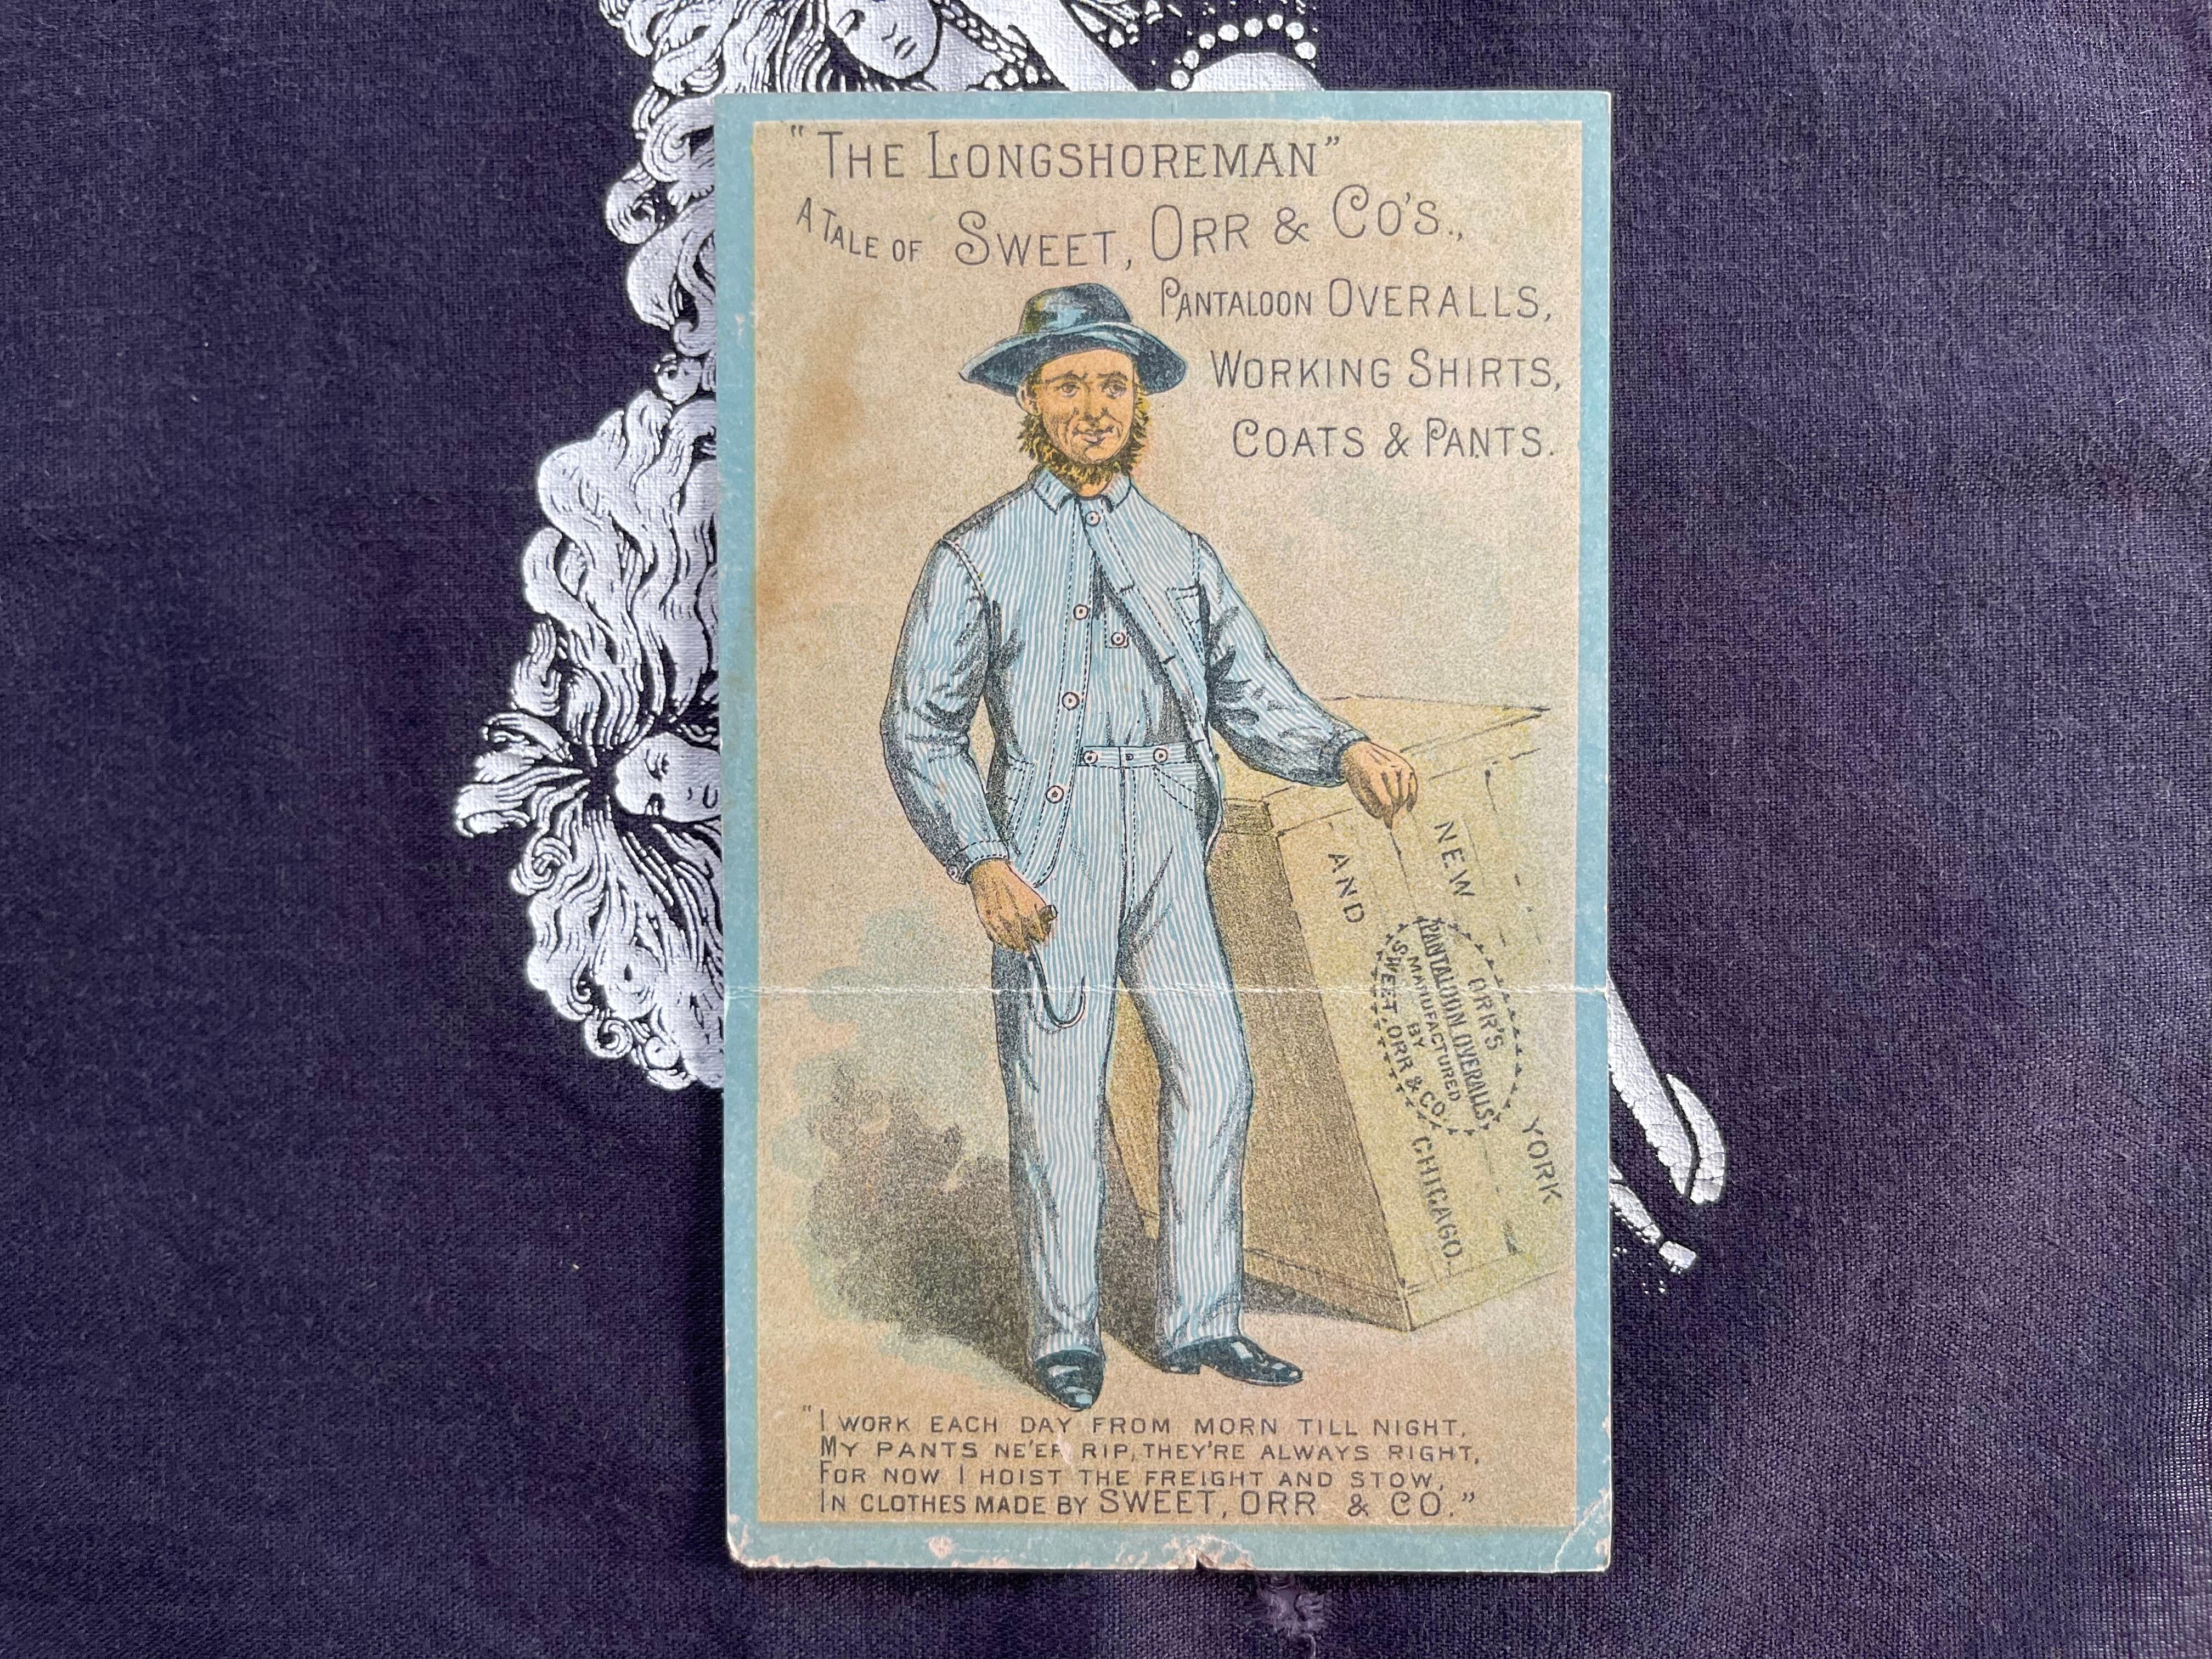 "THE LONGSHOREMAN"
A TALE OF SWEET, ORR & CO'S.,
PANTALOON OVERALLS,
WORKING SHIRTS,
COATS & PANTS.
NEW YORK
AND CHICAGO.
ORR'S
PANTALOON OVERALLS
MANUFACTURED
BY
SWEET, ORR & CO.
"I WORK EACH DAY FROM MORN TILL NIGHT,
MY PANTS NE'ER RIP, THEY'RE ALWAYS RIGHT,
FOR NOW I HOIST THE FREIGHT AND STOW,
IN CLOTHES MADE BY SWEET, ORR & CO."